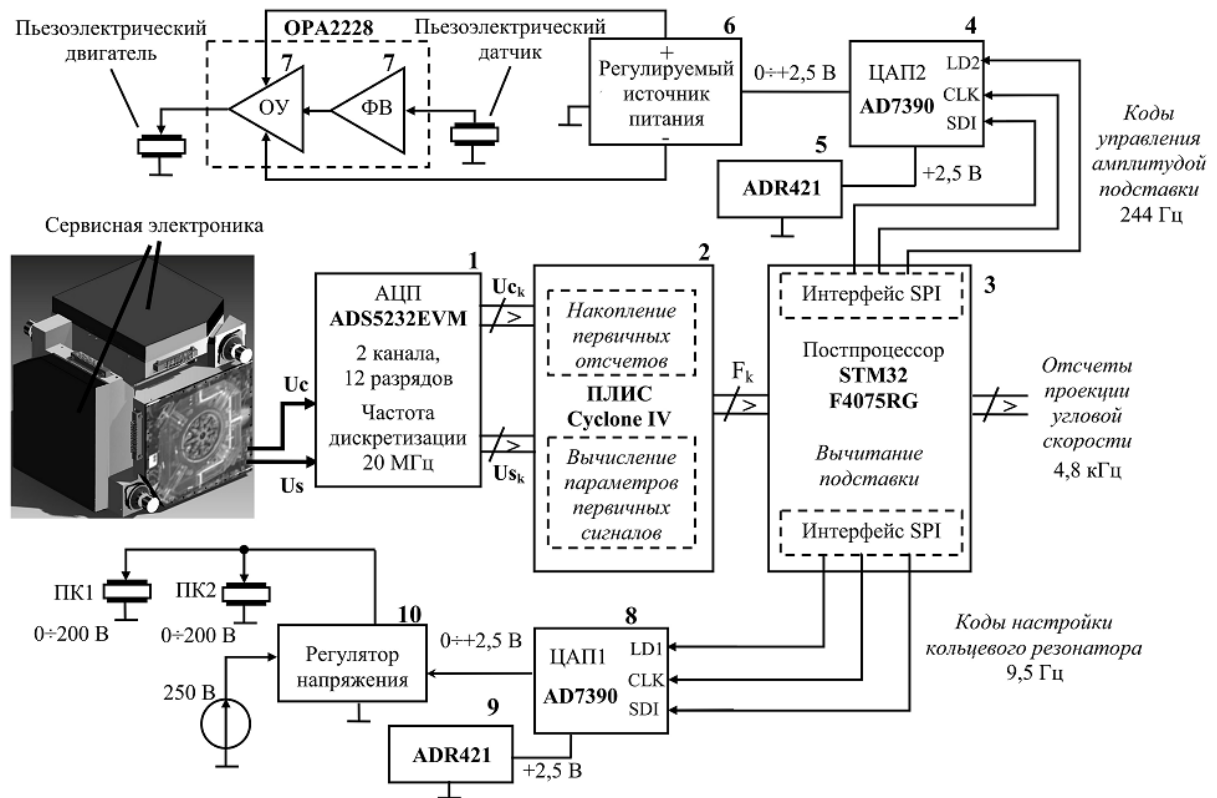 Пьезоэлектрический
двигатель
OPA2228
Пьезоэлектрический
датчик
7
7
ОУ
ФВ
6
+
Регулируемый
источник
питания
-
0÷+2,5 В
4
ЦАП2
AD7390
LD2
CLK
SDI
5
ADR421
+2,5 В
Коды
управления
амплитудой
подставки
244 Гц
Сервисная электроника
Uc
Us
1
АЦП
ADS5232EVM
2 канала,
12 разрядов
Частота
дискретизации
20 МГц
Uck
Usk
2
Накопление
первичных
отсчетов
ПЛИС
Cyclone IV
Вычисление
параметров
первичных
сигналов
Fk
3
Интерфейс SPI
Постпроцессор
STM32
F4075RG
Вычитание
подставки
Интерфейс SPI
Отсчеты
проекции
угловой
скорости
4,8 кГц
ПК1
0÷200 В
ПК2
0÷200 В
250 В
10
Регулятор
напряжения
0÷+2,5 В
8
ЦАП1
AD7390
LD1
CLK
SDI
9
ADR421
+2,5 В
Коды настройки
кольцевого резонатора
9,5 Гц